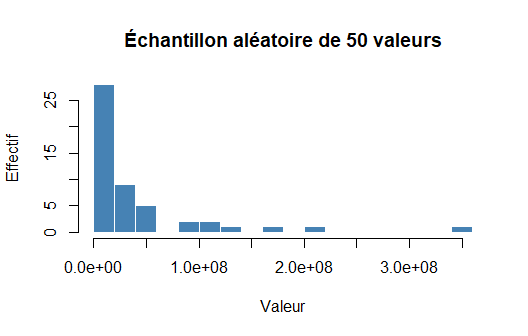 Échantillon aléatoire de 50 valeurs
Effectif
25
15
5
0
0.0e+00 1.0e+08 2.0e+08 3.0e+08
Valeur